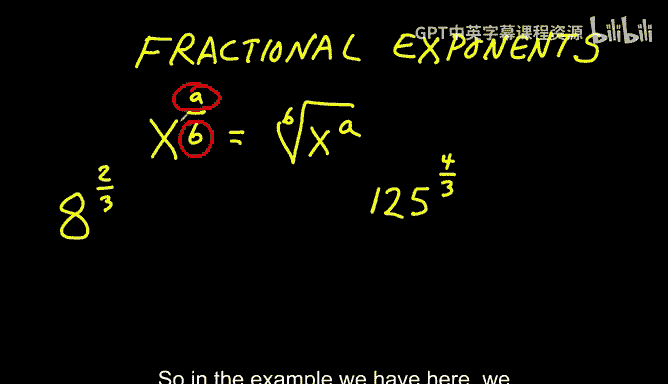 GPT中英字幕课程资源 bilibili
FRACTIONAL EXPONENTS
x^(a/b) = ᵇ√(x^a)
8^(2/3)
125^(4/3)
So in the example we have here, we